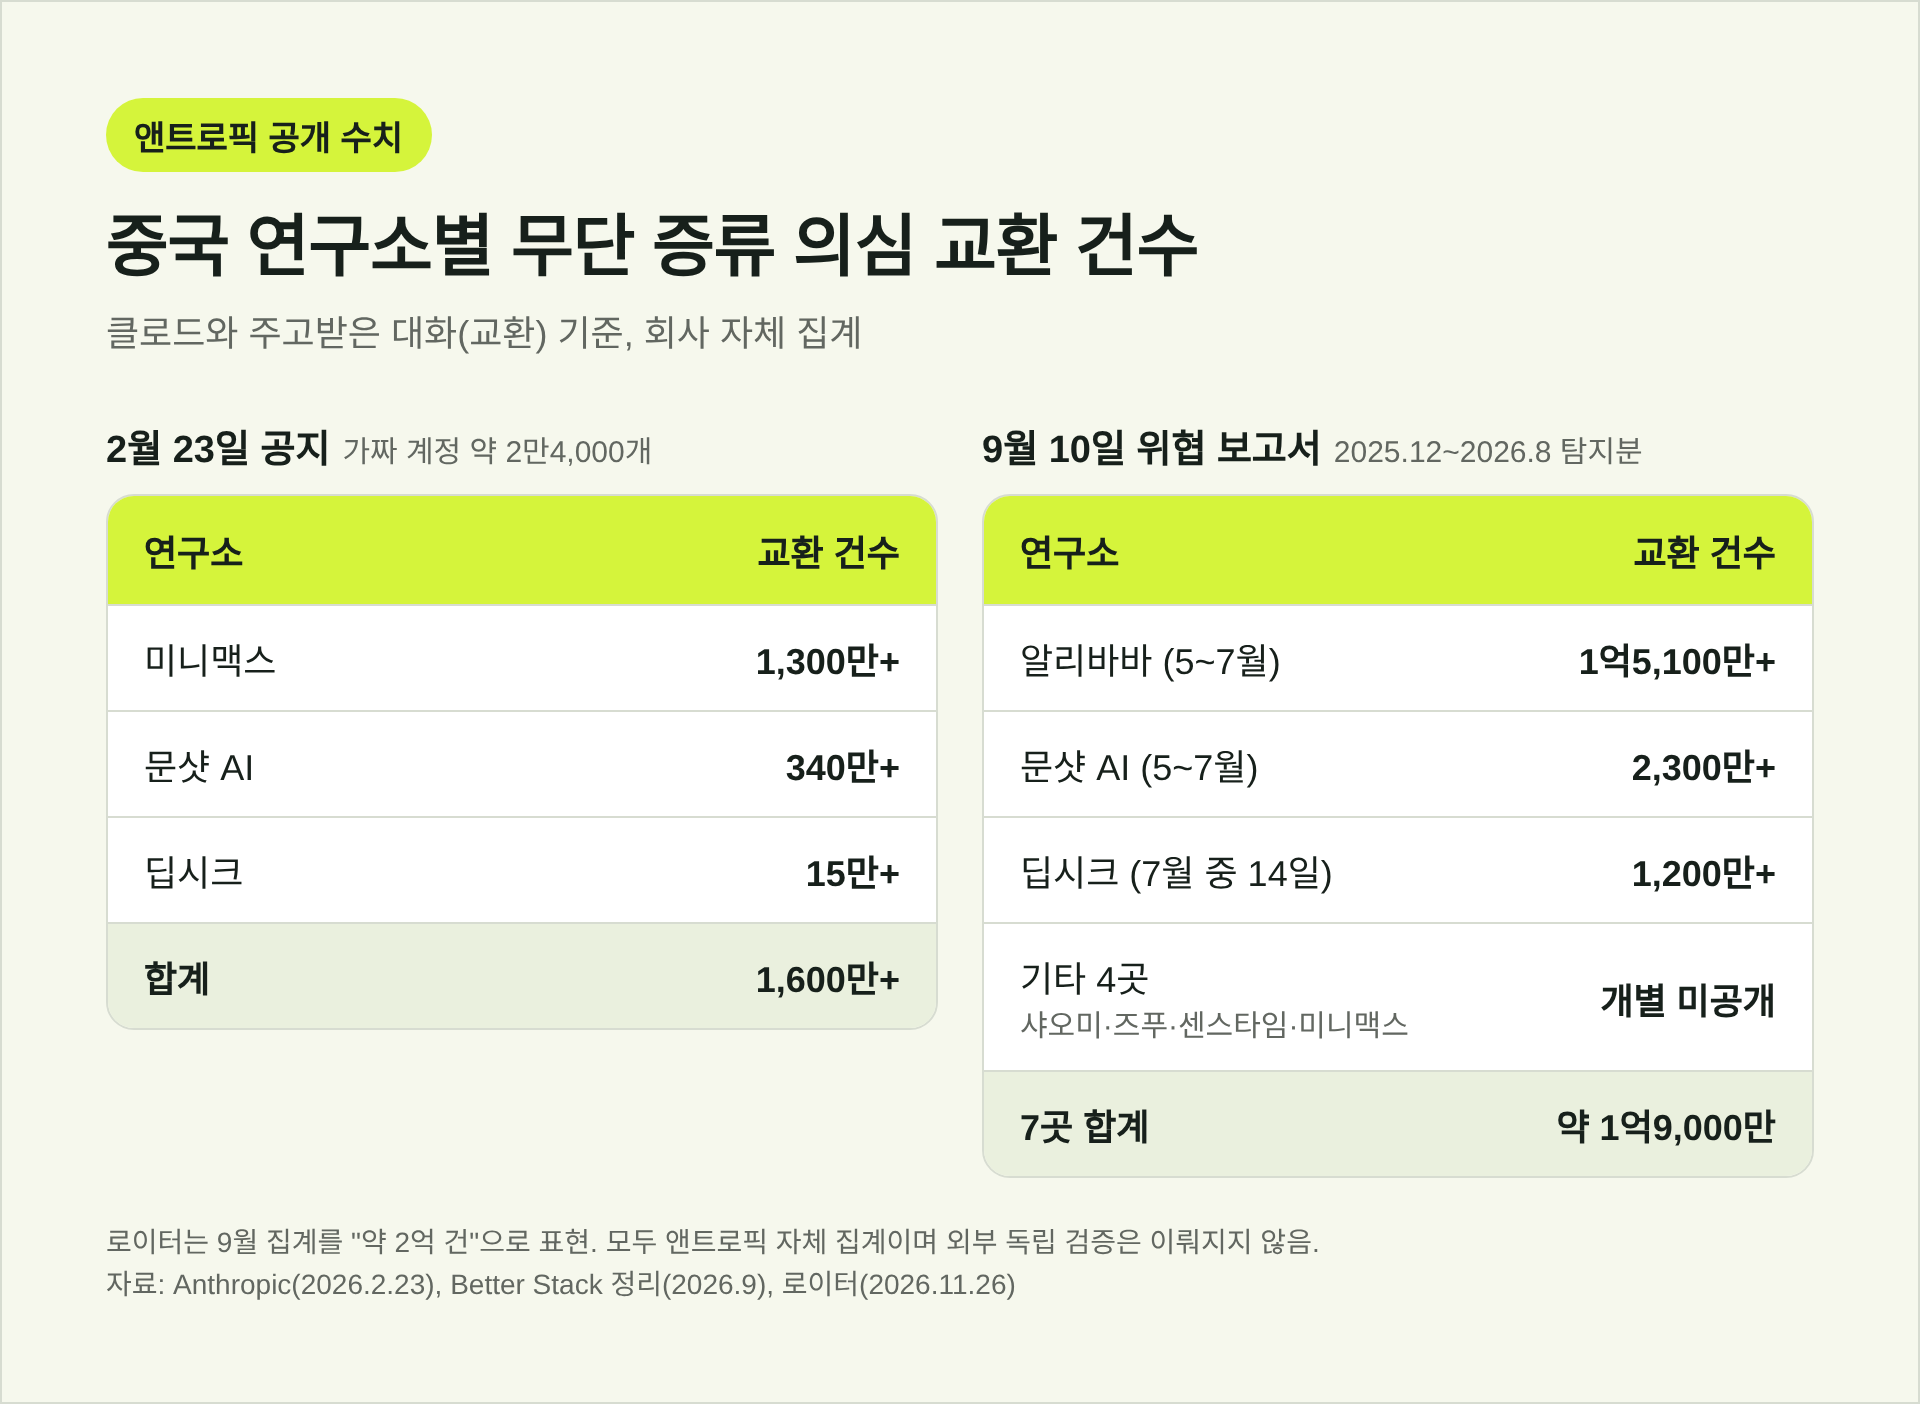 앤트로픽 공개 수치
중국 연구소별 무단 증류 의심 교환 건수
클로드와 주고받은 대화(교환) 기준, 회사 자체 집계
2월 23일 공지 가짜 계정 약 2만4,000개
연구소 교환 건수
미니맥스 1,300만+
문샷 AI 340만+
딥시크 15만+
합계 1,600만+
9월 10일 위협 보고서 2025.12~2026.8 탐지분
연구소 교환 건수
알리바바 (5~7월) 1억5,100만+
문샷 AI (5~7월) 2,300만+
딥시크 (7월 중 14일) 1,200만+
기타 4곳 개별 미공개
샤오미·즈푸·센스타임·미니맥스
7곳 합계 약 1억9,000만
로이터는 9월 집계를 "약 2억 건"으로 표현. 모두 앤트로픽 자체 집계이며 외부 독립 검증은 이뤄지지 않음.
자료: Anthropic(2026.2.23), Better Stack 정리(2026.9), 로이터(2026.11.26)